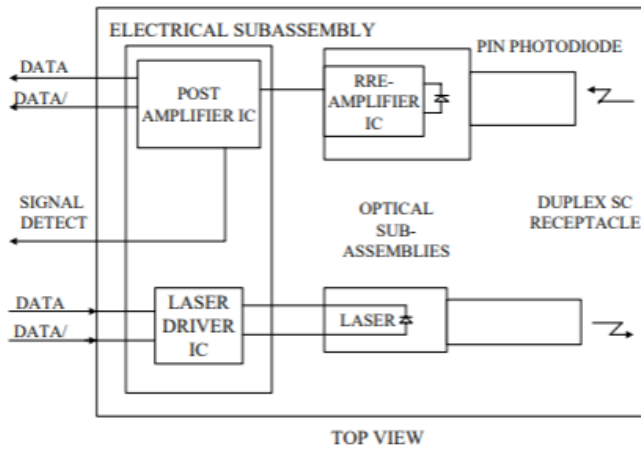 ELECTRICAL SUBASSEMBLY
PIN PHOTODIODE
DATA
DATA/
POST
AMPLIFIER IC
RRE-
AMPLIFIER
IC
SIGNAL
DETECT
OPTICAL
SUB-
ASSEMBLIES
DUPLEX SC
RECEPTACLE
DATA
DATA/
LASER
DRIVER
IC
LASER
TOP VIEW